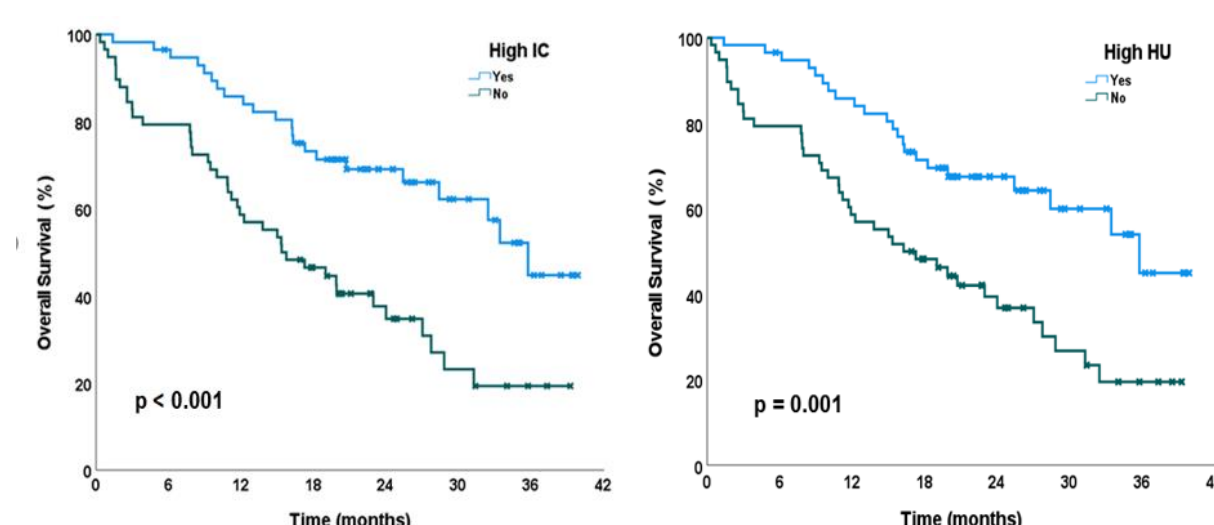 High IC
Yes
No
Overall Survival (%)
100
80
60
40
20
0
p < 0.001
0 6 12 18 24 30 36 42
Time (months)
High HU
Yes
No
Overall Survival (%)
100
80
60
40
20
0
p = 0.001
0 6 12 18 24 30 36
Time (months)